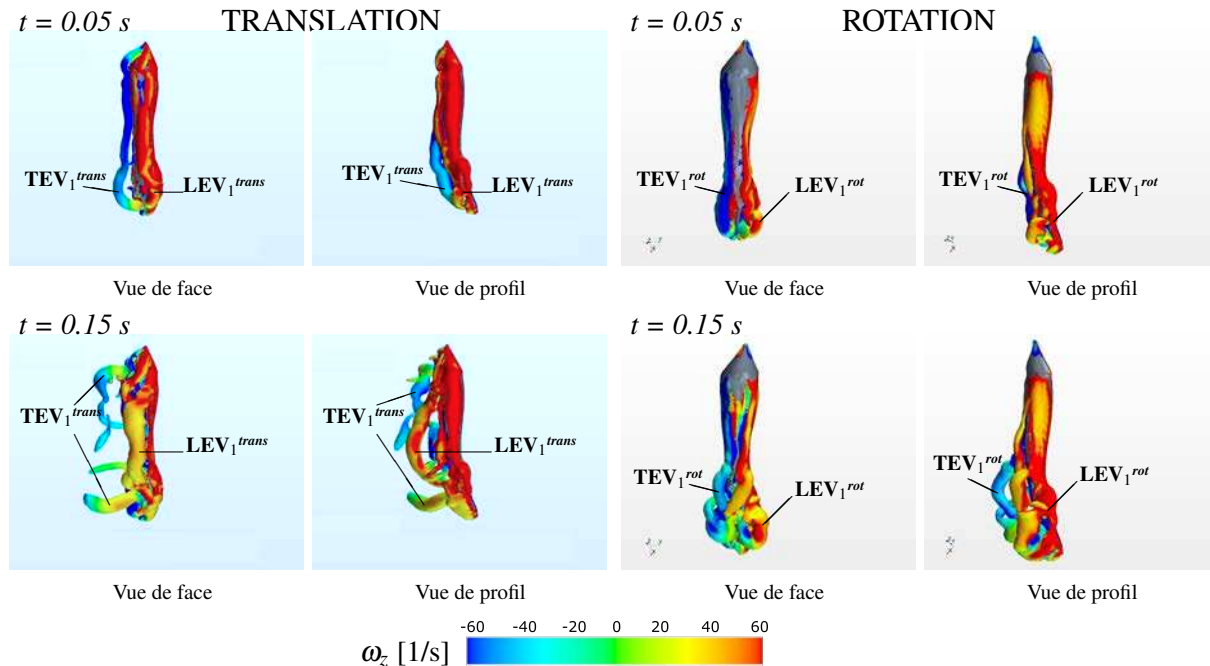 TRANSLATION
ROTATION
t = 0.05 s
t = 0.05 s
TEV₁ᵗʳᵃⁿˢ
LEV₁ᵗʳᵃⁿˢ
TEV₁ᵗʳᵃⁿˢ
LEV₁ᵗʳᵃⁿˢ
TEV₁ʳᵒᵗ
LEV₁ʳᵒᵗ
TEV₁ʳᵒᵗ
LEV₁ʳᵒᵗ
Vue de face
Vue de profil
Vue de face
Vue de profil
t = 0.15 s
t = 0.15 s
TEV₁ᵗʳᵃⁿˢ
LEV₁ᵗʳᵃⁿˢ
TEV₁ᵗʳᵃⁿˢ
LEV₁ᵗʳᵃⁿˢ
TEV₁ʳᵒᵗ
LEV₁ʳᵒᵗ
TEV₁ʳᵒᵗ
LEV₁ʳᵒᵗ
Vue de face
Vue de profil
Vue de face
Vue de profil
-60 -40 -20 0 20 40 60
ω_z [1/s]